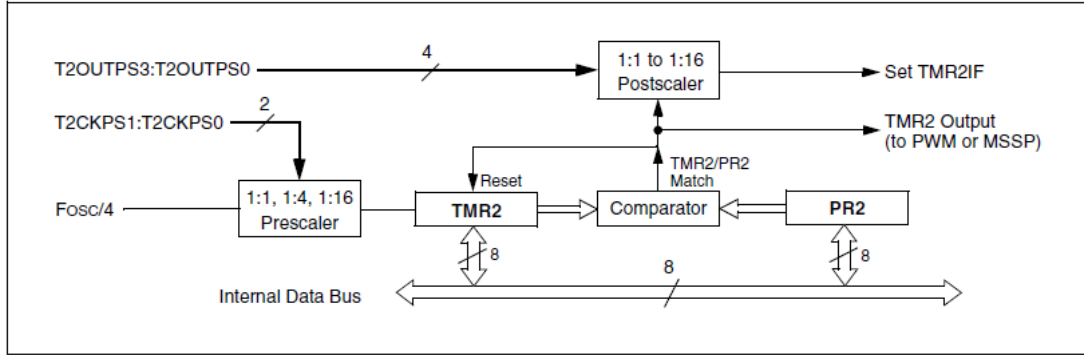 T2OUTPS3:T2OUTPS0
4
1:1 to 1:16
Postscaler
Set TMR2IF
T2CKPS1:T2CKPS0
2
TMR2 Output
(to PWM or MSSP)
TMR2/PR2
Match
Reset
FOSC/4
1:1, 1:4, 1:16
Prescaler
TMR2
Comparator
PR2
8
8
8
Internal Data Bus